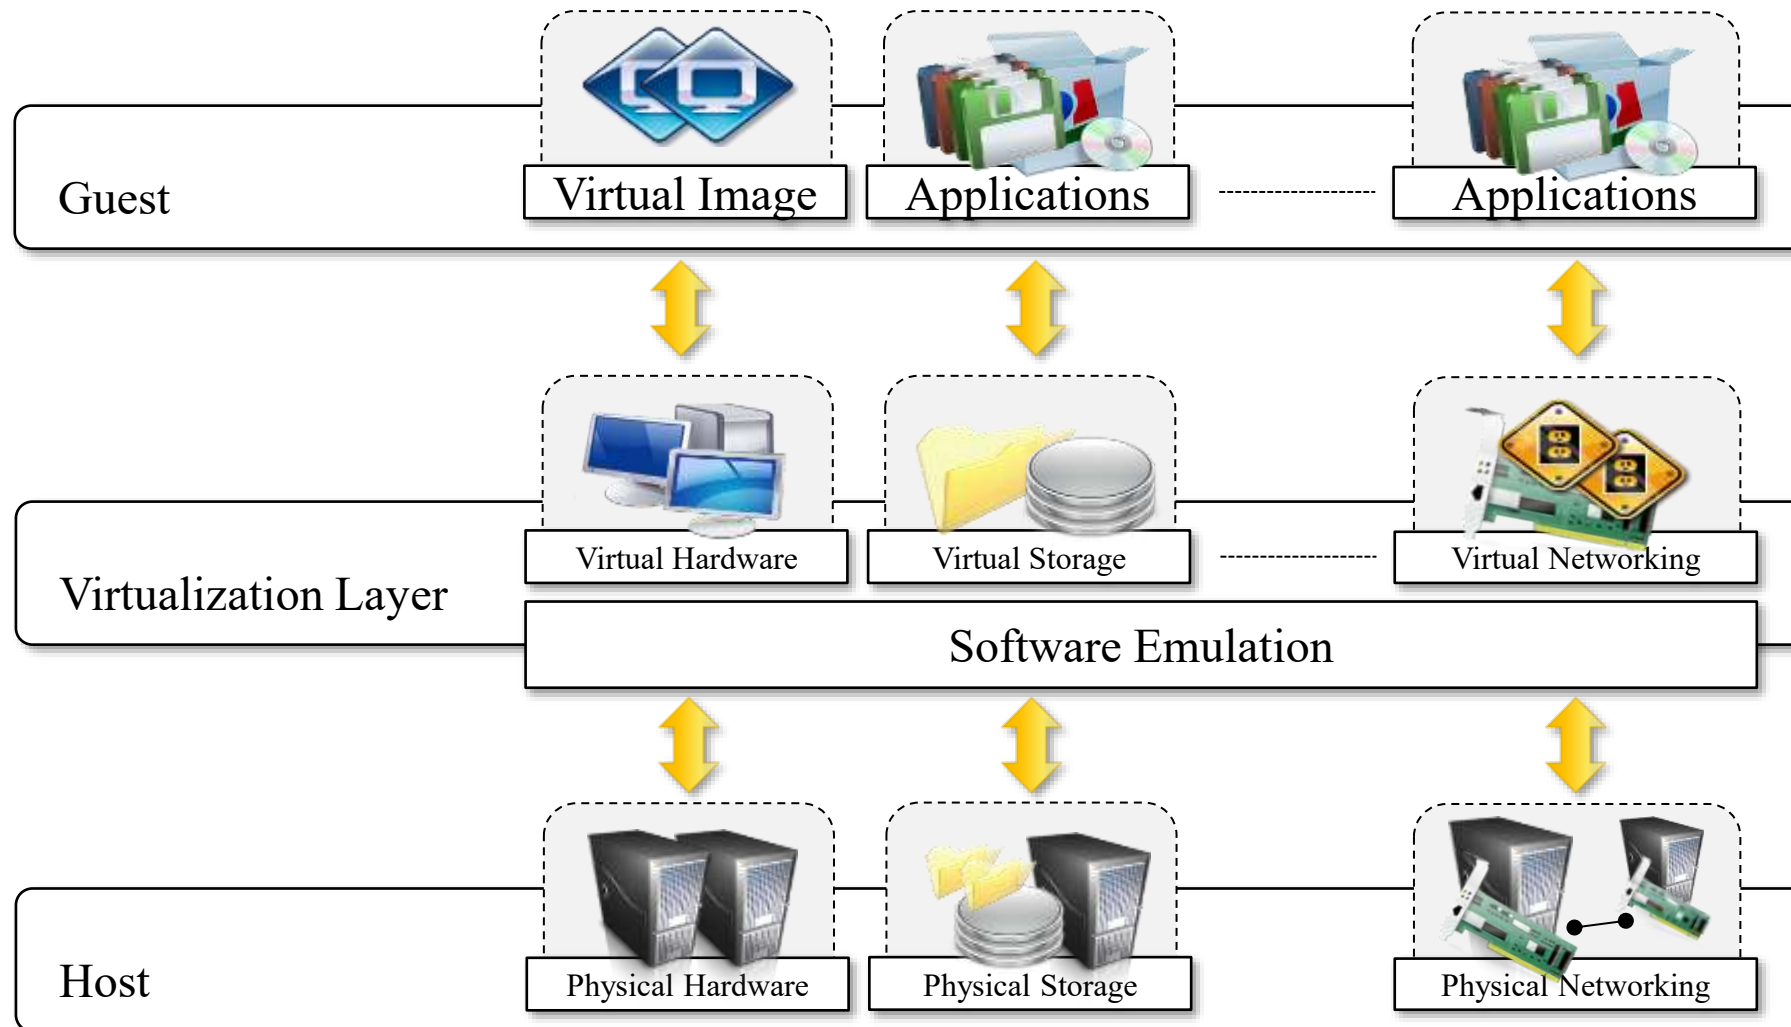 Guest
Virtual Image
Applications
Applications
Virtualization Layer
Virtual Hardware
Virtual Storage
Virtual Networking
Software Emulation
Host
Physical Hardware
Physical Storage
Physical Networking